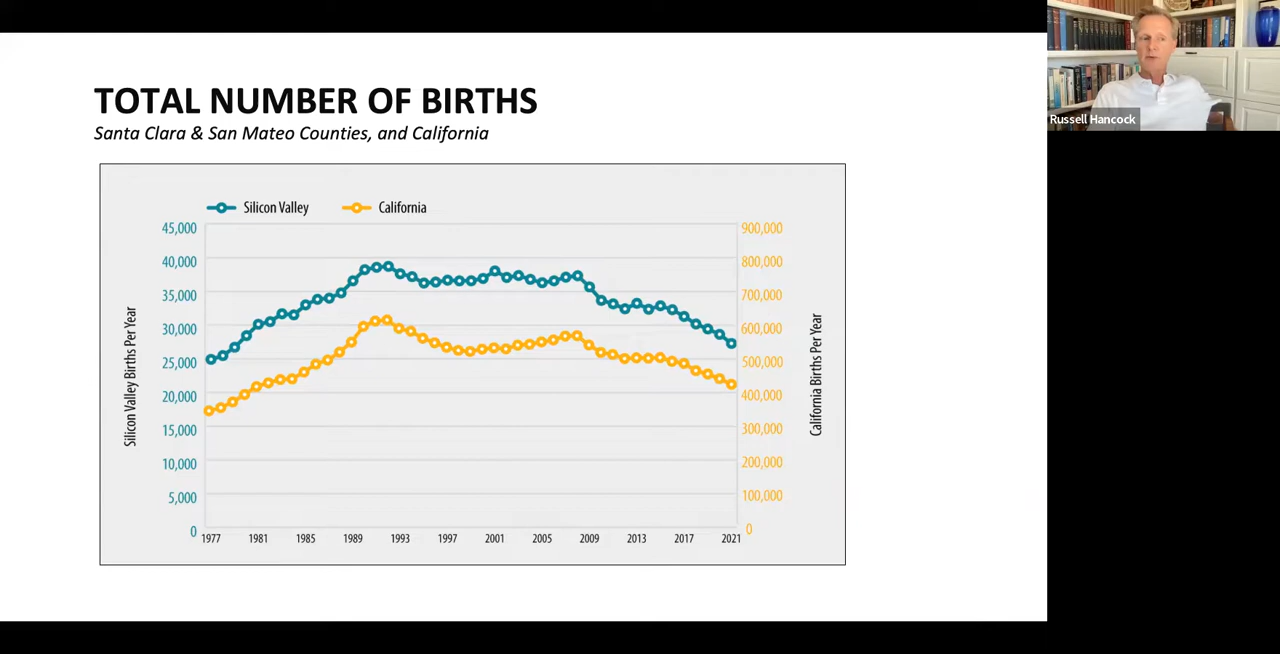 TOTAL NUMBER OF BIRTHS
Santa Clara & San Mateo Counties, and California
Russell Hancock
Silicon Valley
California
45,000
40,000
35,000
30,000
25,000
20,000
15,000
10,000
5,000
0
Silicon Valley Births Per Year
900,000
800,000
700,000
600,000
500,000
400,000
300,000
200,000
100,000
0
California Births Per Year
1977 1981 1985 1989 1993 1997 2001 2005 2009 2013 2017 2021